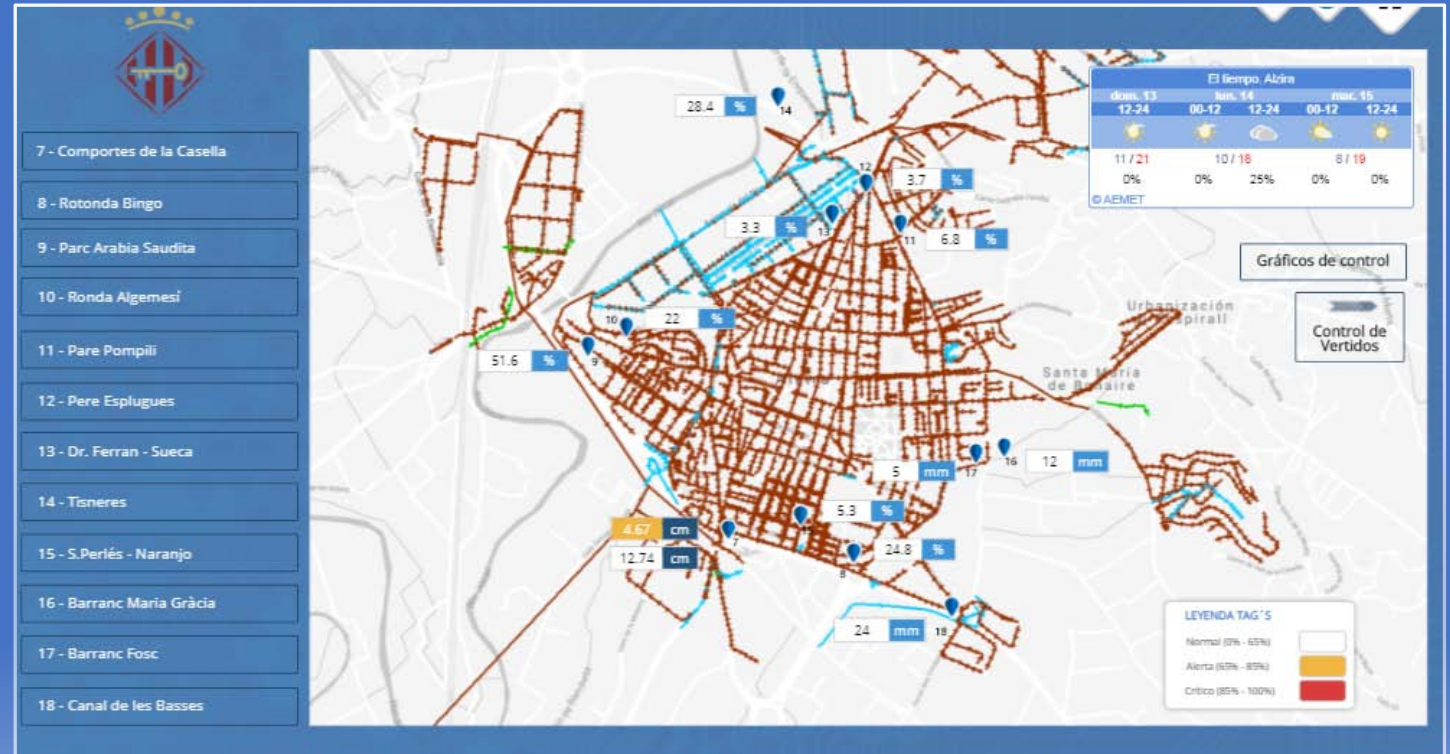 7 - Comportes de la Casella
8 - Rotonda Bingo
9 - Parc Arabia Saudita
10 - Ronda Algemesí
11 - Pare Pompili
12 - Pere Esplugues
13 - Dr. Ferran - Sueca
14 - Tisneres
15 - S.Perlés - Naranjo
16 - Barranc Maria Gràcia
17 - Barranc Fosc
18 - Canal de les Basses
28.4 %
14
12
3.7 %
3.3 %
13
11
6.8 %
10
22 %
51.6 %
9
Urbanización
Santa María
de Bonaire
5 mm
17
16
12 mm
5.3 %
4.67 cm
7
12.74 cm
24.8 %
8
24 mm
18
El tiempo Alzira
dom. 13 lun. 14 mar. 15
12-24 00-12 12-24 00-12 12-24
11 / 21 10 / 18 8 / 19
0% 0% 25% 0% 0%
© AEMET
Gráficos de control
Control de
Vertidos
LEYENDA TAG´S
Normal (0% - 65%)
Alerta (65% - 85%)
Crítico (85% - 100%)